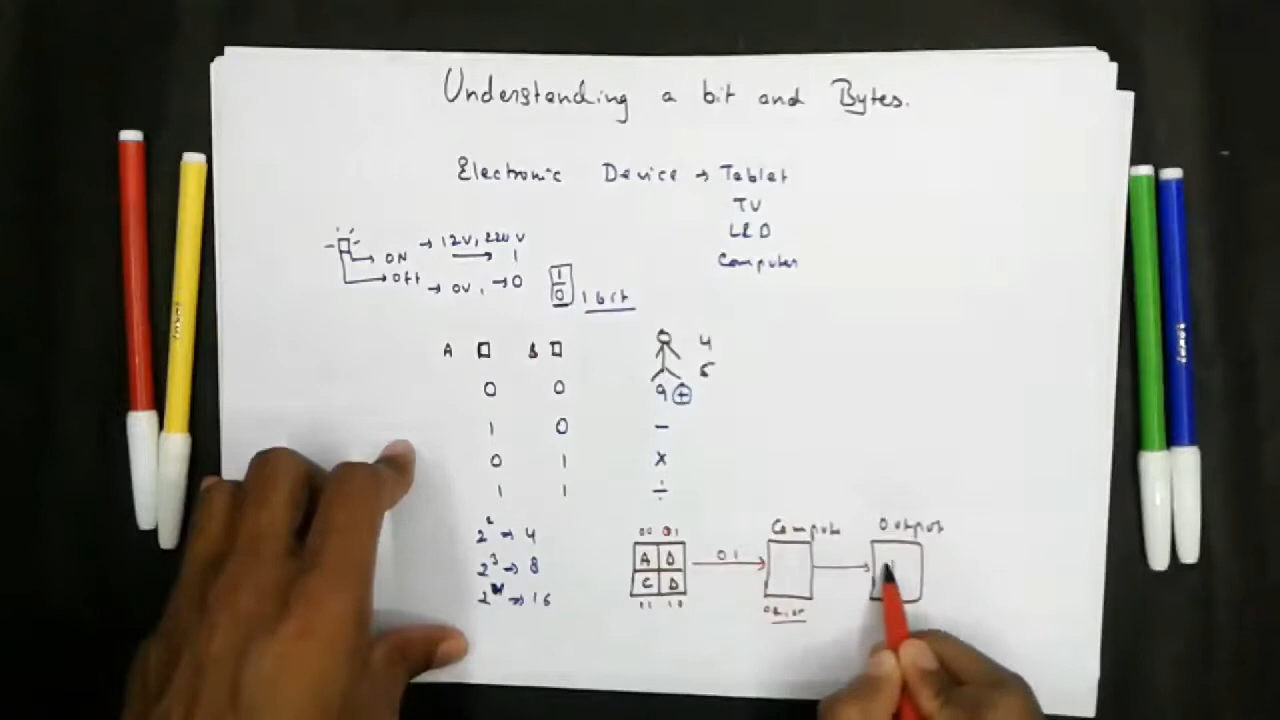 Understanding a bit and Bytes.
Electronic Device → Tablet
TV
LED
Computer
ON → 12V, 220V → 1
OFF → 0V, → 0
1
0
1 bit
A B
4
5
0 0 9 +
1 0 −
0 1 ×
1 1 ÷
2² → 4
2³ → 8
2⁴ → 16
00 01
A B
C D
11 10
01
Compute
Output